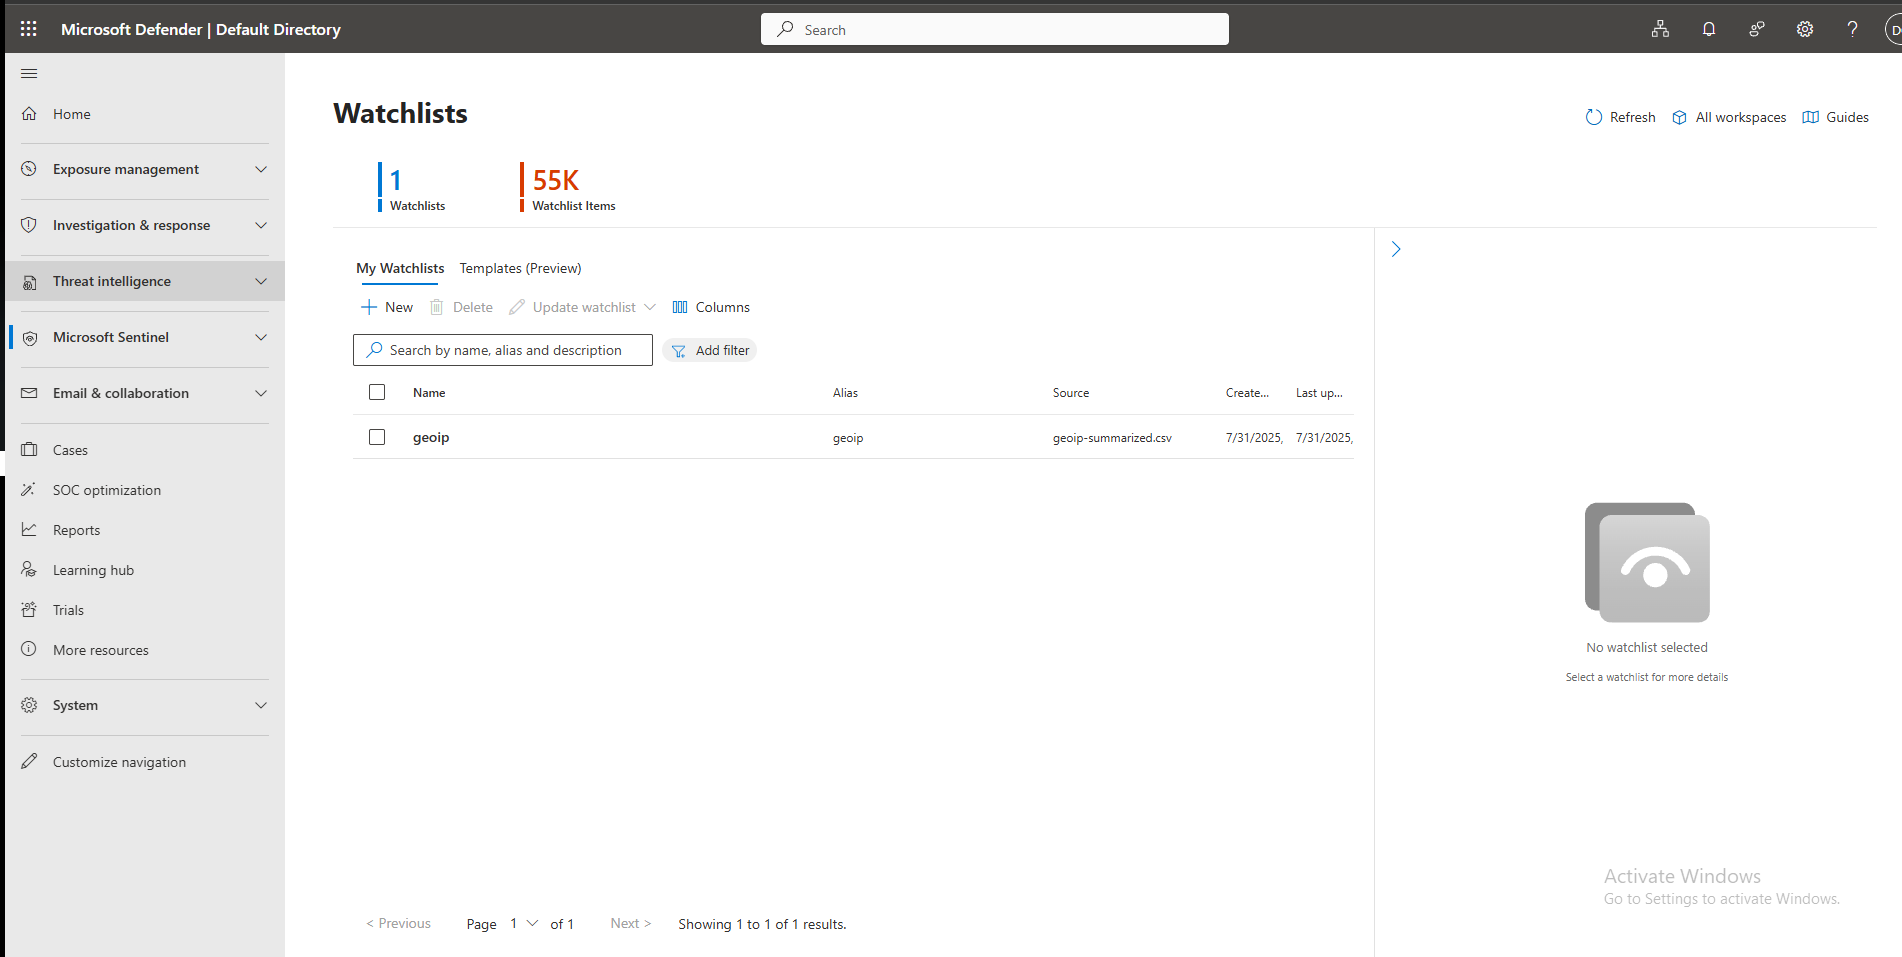 Microsoft Defender | Default Directory
Search
Home
Exposure management
Investigation & response
Threat intelligence
Microsoft Sentinel
Email & collaboration
Cases
SOC optimization
Reports
Learning hub
Trials
More resources
System
Customize navigation
Watchlists
Refresh All workspaces Guides
1
Watchlists
55K
Watchlist Items
My Watchlists Templates (Preview)
New Delete Update watchlist Columns
Search by name, alias and description Add filter
Name Alias Source Create... Last up...
geoip geoip geoip-summarized.csv 7/31/2025, 7/31/2025,
No watchlist selected
Select a watchlist for more details
Activate Windows
Go to Settings to activate Windows.
< Previous Page 1 of 1 Next > Showing 1 to 1 of 1 results.